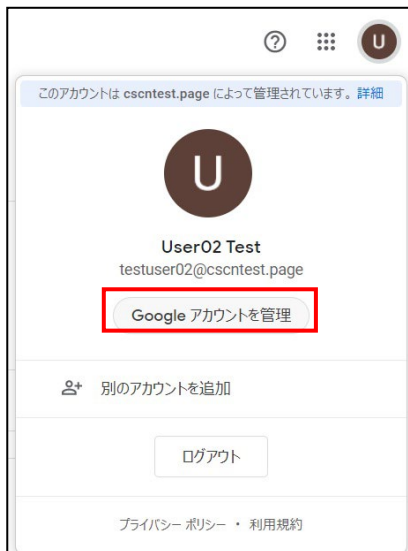 U
このアカウントは cscntest.page によって管理されています。 詳細
U
User02 Test
testuser02@cscntest.page
Google アカウントを管理
別のアカウントを追加
ログアウト
プライバシー ポリシー ・ 利用規約